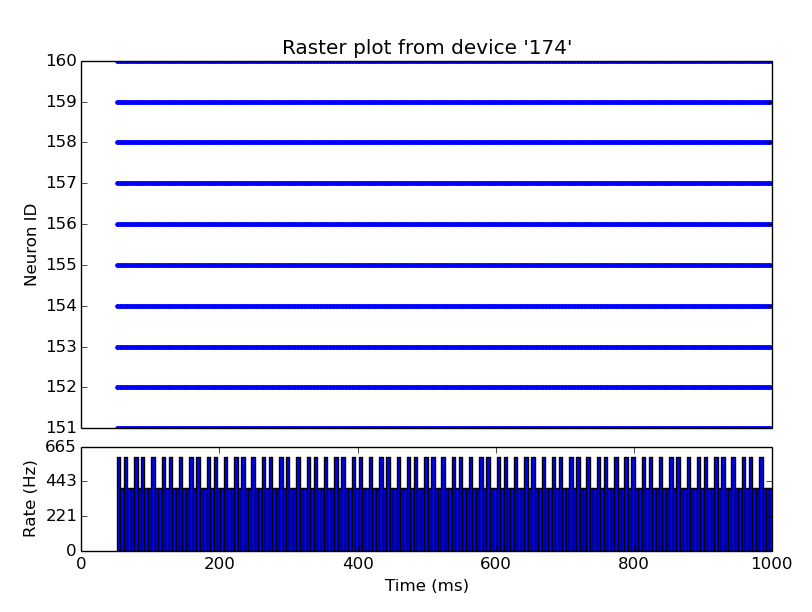 Raster plot from device '174'
Neuron ID
160
159
158
157
156
155
154
153
152
151
Rate (Hz)
665
443
221
0
0 200 400 600 800 1000
Time (ms)